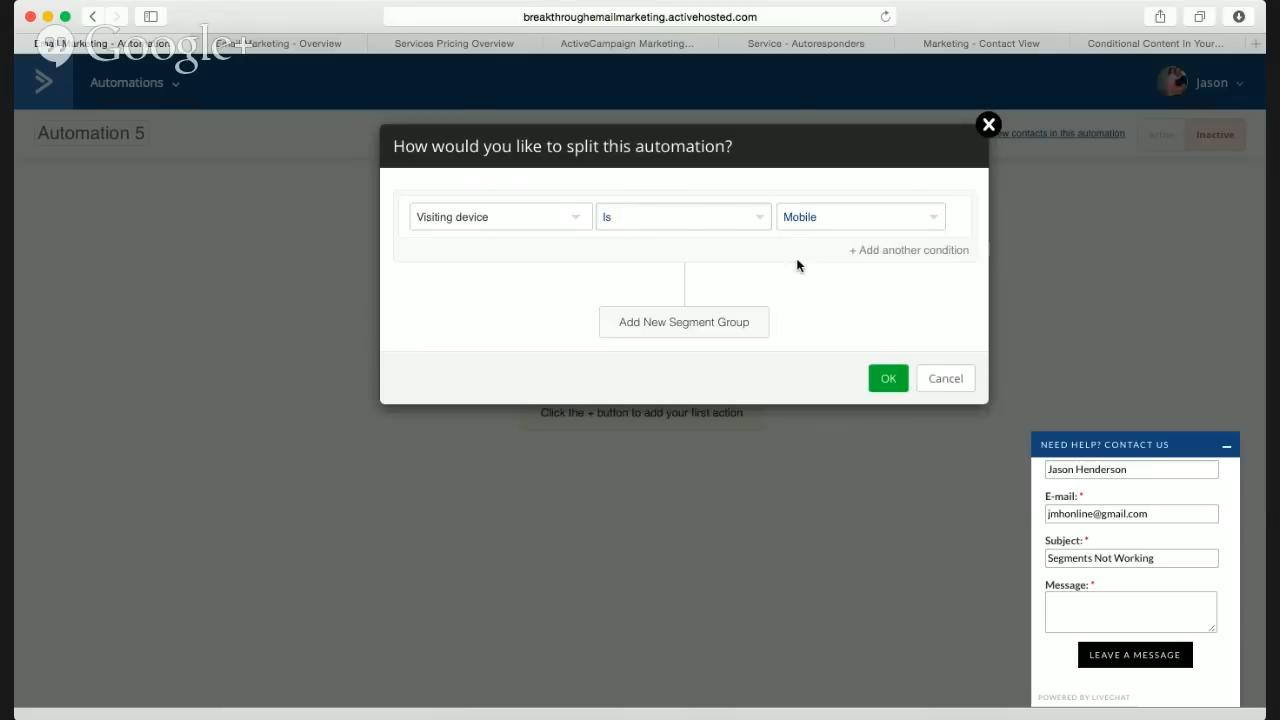 breakthroughemailmarketing.activehosted.com
Email Marketing - Automation
Email Marketing - Overview
Services Pricing Overview
ActiveCampaign Marketing...
Service - Autoresponders
Marketing - Contact View
Conditional Content In Your...
Google+
Automations
Jason
Automation 5
contacts in this automation
Active
Inactive
How would you like to split this automation?
Visiting device
Is
Mobile
+ Add another condition
Add New Segment Group
OK
Cancel
Click the + button to add your first action
NEED HELP? CONTACT US
Jason Henderson
E-mail: *
jmhonline@gmail.com
Subject: *
Segments Not Working
Message: *
LEAVE A MESSAGE
POWERED BY LIVECHAT